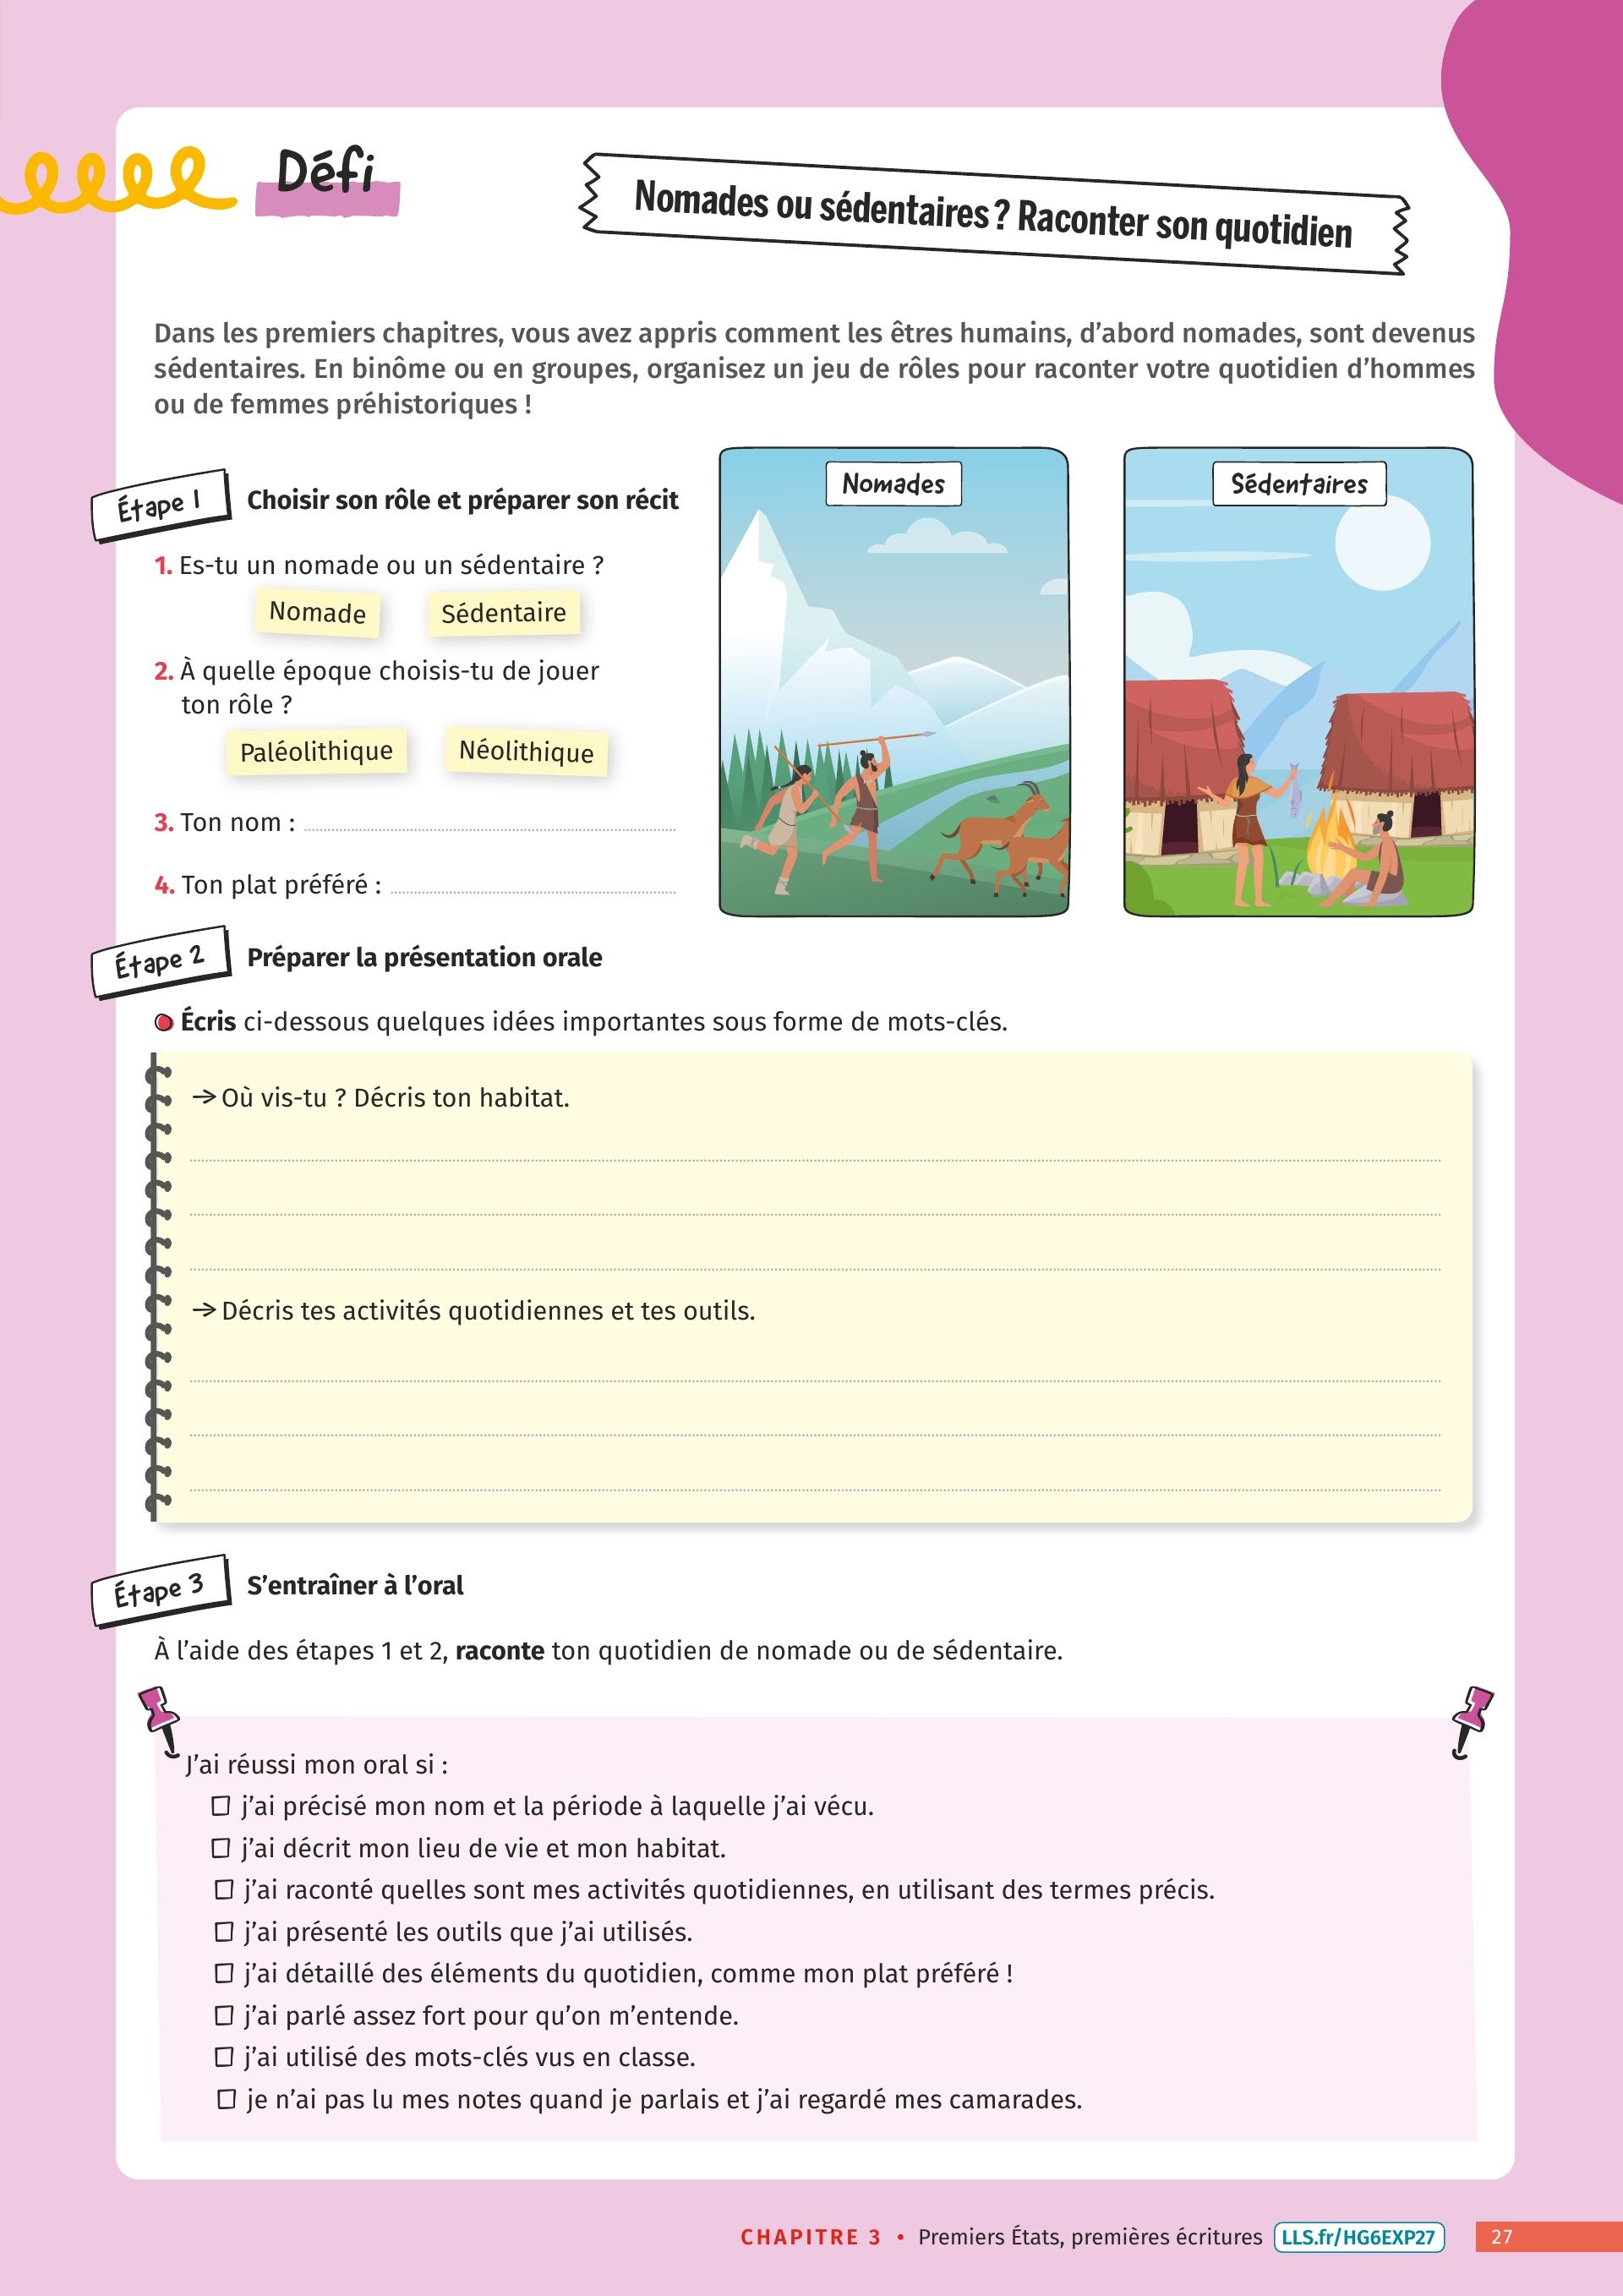 Défi
Nomades ou sédentaires ? Raconter son quotidien
Dans les premiers chapitres, vous avez appris comment les êtres humains, d’abord nomades, sont devenus
sédentaires. En binôme ou en groupes, organisez un jeu de rôles pour raconter votre quotidien d’hommes
ou de femmes préhistoriques !
Étape 1
Choisir son rôle et préparer son récit
1. Es-tu un nomade ou un sédentaire ?
Nomade
Sédentaire
2. À quelle époque choisis-tu de jouer
ton rôle ?
Paléolithique
Néolithique
3. Ton nom :
4. Ton plat préféré :
Nomades
Sédentaires
Étape 2
Préparer la présentation orale
Écris ci-dessous quelques idées importantes sous forme de mots-clés.
→ Où vis-tu ? Décris ton habitat.
→ Décris tes activités quotidiennes et tes outils.
Étape 3
S’entraîner à l’oral
À l’aide des étapes 1 et 2, raconte ton quotidien de nomade ou de sédentaire.
J’ai réussi mon oral si :
j’ai précisé mon nom et la période à laquelle j’ai vécu.
j’ai décrit mon lieu de vie et mon habitat.
j’ai raconté quelles sont mes activités quotidiennes, en utilisant des termes précis.
j’ai présenté les outils que j’ai utilisés.
j’ai détaillé des éléments du quotidien, comme mon plat préféré !
j’ai parlé assez fort pour qu’on m’entende.
j’ai utilisé des mots-clés vus en classe.
je n’ai pas lu mes notes quand je parlais et j’ai regardé mes camarades.
CHAPITRE 3 • Premiers États, premières écritures LLS.fr/HG6EXP27 27